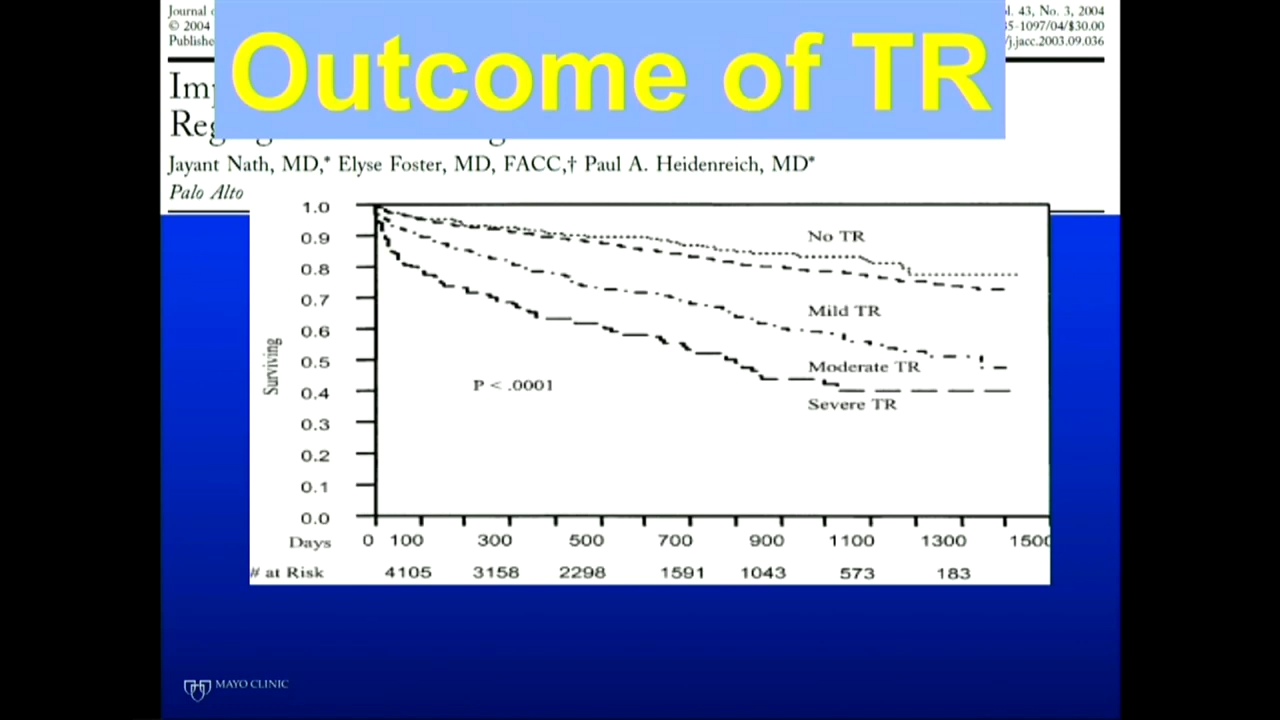 Outcome of TR
Journal
l. 43, No. 3, 2004
© 2004
5-1097/04/$30.00
Publishe
/j.jacc.2003.09.036
Im
Reg
Jayant Nath, MD,* Elyse Foster, MD, FACC,† Paul A. Heidenreich, MD*
Palo Alto
1.0
0.9
0.8
0.7
0.6
0.5
0.4
0.3
0.2
0.1
0.0
Surviving
No TR
Mild TR
Moderate TR
Severe TR
P < .0001
Days 0 100 300 500 700 900 1100 1300 1500
# at Risk 4105 3158 2298 1591 1043 573 183
MAYO CLINIC